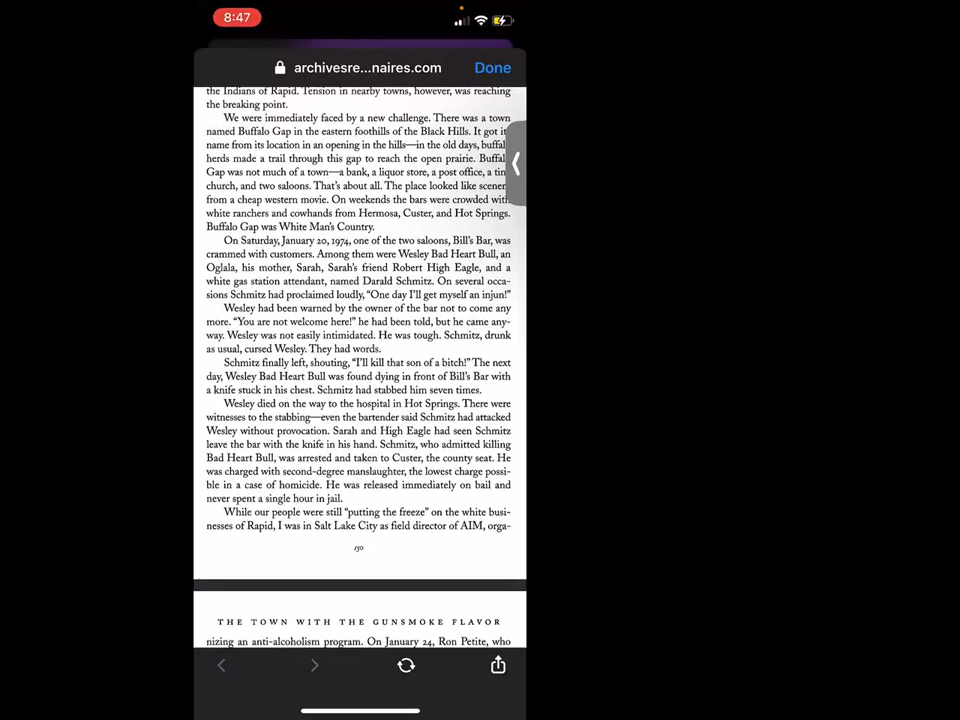 8:47
archivesre...naires.com
Done
the Indians of Rapid. Tension in nearby towns, however, was reaching
the breaking point.
We were immediately faced by a new challenge. There was a town
named Buffalo Gap in the eastern foothills of the Black Hills. It got it
name from its location in an opening in the hills—in the old days, buffal
herds made a trail through this gap to reach the open prairie. Buffal
Gap was not much of a town—a bank, a liquor store, a post office, a tin
church, and two saloons. That's about all. The place looked like scener
from a cheap western movie. On weekends the bars were crowded with
white ranchers and cowhands from Hermosa, Custer, and Hot Springs.
Buffalo Gap was White Man's Country.
On Saturday, January 20, 1974, one of the two saloons, Bill's Bar, was
crammed with customers. Among them were Wesley Bad Heart Bull, an
Oglala, his mother, Sarah, Sarah's friend Robert High Eagle, and a
white gas station attendant, named Darald Schmitz. On several occa-
sions Schmitz had proclaimed loudly, "One day I'll get myself an injun!"
Wesley had been warned by the owner of the bar not to come any
more. "You are not welcome here!" he had been told, but he came any-
way. Wesley was not easily intimidated. He was tough. Schmitz, drunk
as usual, cursed Wesley. They had words.
Schmitz finally left, shouting, "I'll kill that son of a bitch!" The next
day, Wesley Bad Heart Bull was found dying in front of Bill's Bar with
a knife stuck in his chest. Schmitz had stabbed him seven times.
Wesley died on the way to the hospital in Hot Springs. There were
witnesses to the stabbing—even the bartender said Schmitz had attacked
Wesley without provocation. Sarah and High Eagle had seen Schmitz
leave the bar with the knife in his hand. Schmitz, who admitted killing
Bad Heart Bull, was arrested and taken to Custer, the county seat. He
was charged with second-degree manslaughter, the lowest charge possi-
ble in a case of homicide. He was released immediately on bail and
never spent a single hour in jail.
While our people were still "putting the freeze" on the white busi-
nesses of Rapid, I was in Salt Lake City as field director of AIM, orga-
150
THE TOWN WITH THE GUNSMOKE FLAVOR
nizing an anti-alcoholism program. On January 24, Ron Petite, who